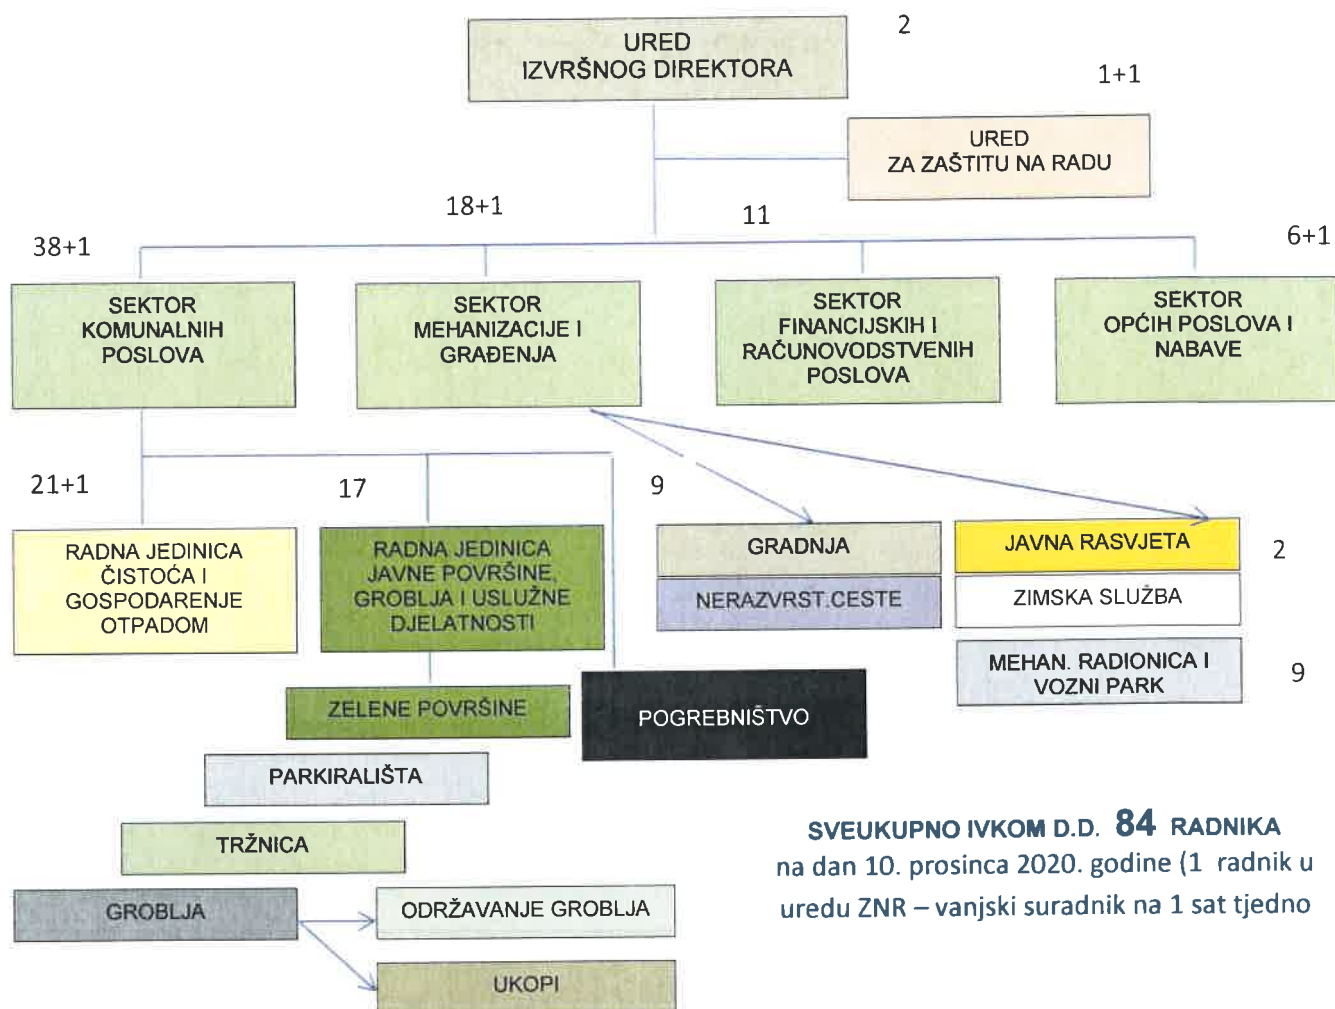 2
URED
IZVRŠNOG DIREKTORA
1+1
URED
ZA ZAŠTITU NA RADU
18+1
11
38+1
6+1
SEKTOR
KOMUNALNIH
POSLOVA
SEKTOR
MEHANIZACIJE I
GRAĐENJA
SEKTOR
FINANCIJSKIH I
RAČUNOVODSTVENIH
POSLOVA
SEKTOR
OPĆIH POSLOVA I
NABAVE
21+1
17
9
RADNA JEDINICA
ČISTOĆA I
GOSPODARENJE
OTPADOM
RADNA JEDINICA
JAVNE POVRŠINE,
GROBLJA I USLUŽNE
DJELATNOSTI
GRADNJA
NERAZVRST.CESTE
JAVNA RASVJETA
2
ZIMSKA SLUŽBA
MEHAN. RADIONICA I
VOZNI PARK
9
ZELENE POVRŠINE
POGREBNIŠTVO
PARKIRALIŠTA
TRŽNICA
GROBLJA
ODRŽAVANJE GROBLJA
UKOPI
SVEUKUPNO IVKOM D.D. 84 RADNIKA
na dan 10. prosinca 2020. godine (1 radnik u
uredu ZNR – vanjski suradnik na 1 sat tjedno